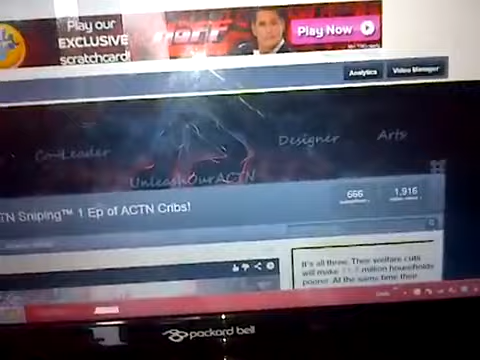 Play our
EXCLUSIVE
scratchcard!
Play Now
Analytics
Video Manager
Designer
Arts
UnleashOurACTN
TN Sniping™ 1 Ep of ACTN Cribs!
666
1,916
It's all three. Their welfare cuts
will make million households
poorer. At the same time their
packard bell